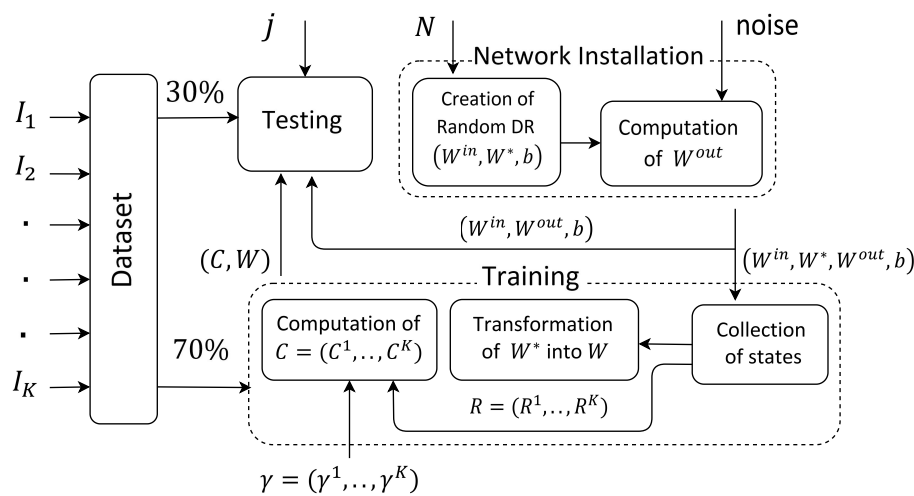 j
N
noise
Network Installation
30%
Testing
Creation of
Random DR
(W^{in}, W^*, b)
Computation
of W^{out}
I_1
I_2
.
.
.
I_K
Dataset
(W^{in}, W^{out}, b)
(C, W)
(W^{in}, W^*, W^{out}, b)
Training
70%
Computation of
C = (C^1, . . , C^K)
Transformation
of W^* into W
Collection
of states
R = (R^1, . . , R^K)
γ = (γ^1, . . , γ^K)